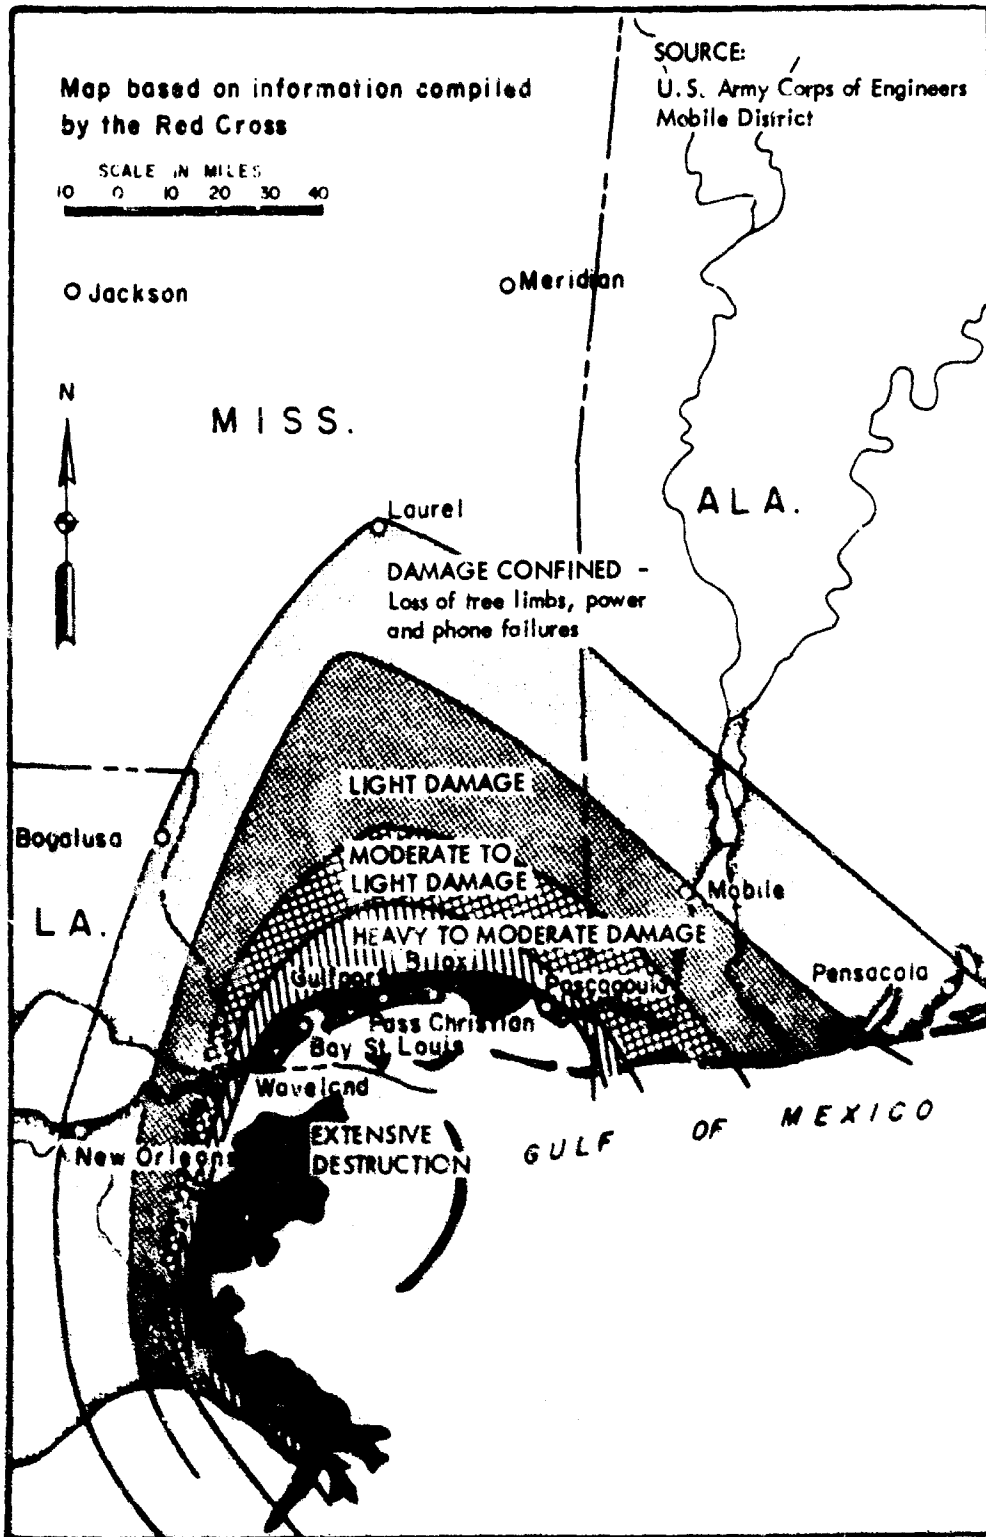 Map based on information compiled
by the Red Cross
SCALE IN MILES
10 0 10 20 30 40
SOURCE:
U.S. Army Corps of Engineers
Mobile District
Jackson
Meridian
N
MISS.
ALA.
Laurel
DAMAGE CONFINED -
Loss of tree limbs, power
and phone failures
LIGHT DAMAGE
Bogalusa
MODERATE TO
LIGHT DAMAGE
Mobile
LA.
HEAVY TO MODERATE DAMAGE
Biloxi
Gulfport
Pascagoula
Pensacola
Pass Christian
Bay St. Louis
Waveland
New Orleans
EXTENSIVE
DESTRUCTION
GULF OF MEXICO